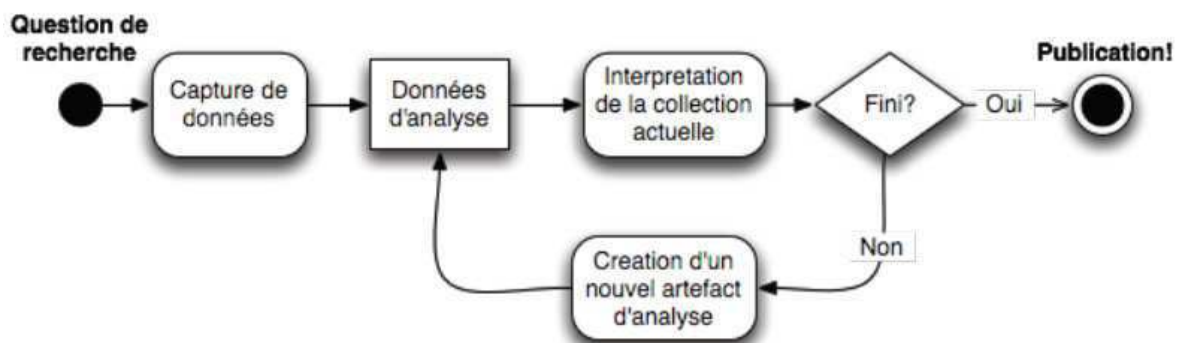 Question de
recherche
Capture de
données
Données
d'analyse
Interpretation
de la collection
actuelle
Fini?
Oui
Publication!
Non
Creation d'un
nouvel artefact
d'analyse